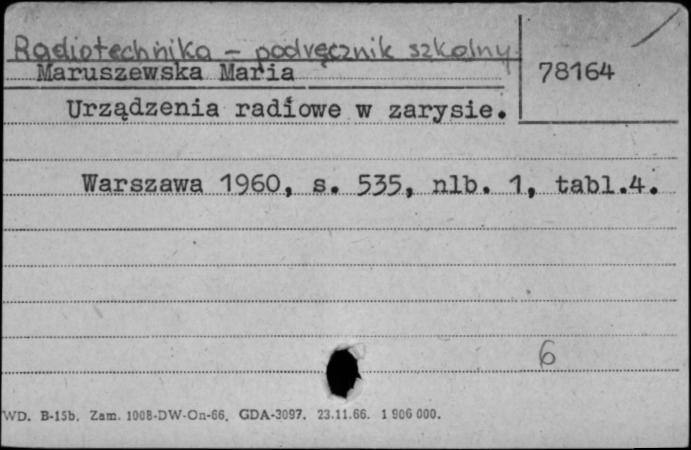 Radiotechnika – podręcznik szkolny.
Maruszewska Maria
78164
Urządzenia radiowe w zarysie.
Warszawa 1960, s. 535, nlb. 1, tabl.4.
6
WD. B-15b. Zam. 1008-DW-On-66. GDA-3097. 23.11.66. 1 906 000.